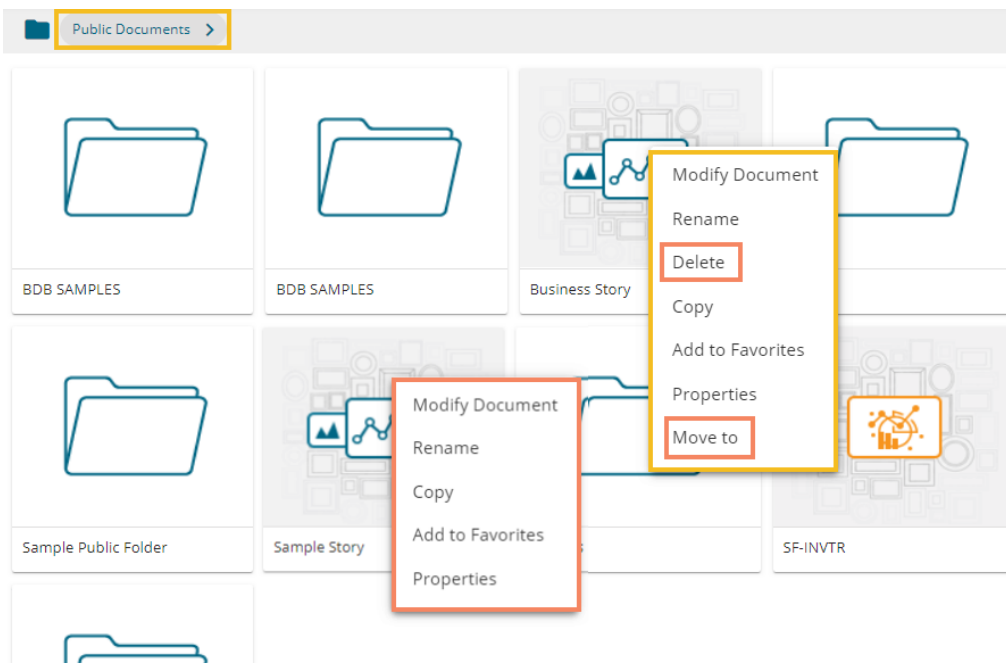 Public Documents
BDB SAMPLES
BDB SAMPLES
Business Story
Modify Document
Rename
Delete
Copy
Add to Favorites
Properties
Move to
Sample Public Folder
Sample Story
SF-INVTR
Modify Document
Rename
Copy
Add to Favorites
Properties